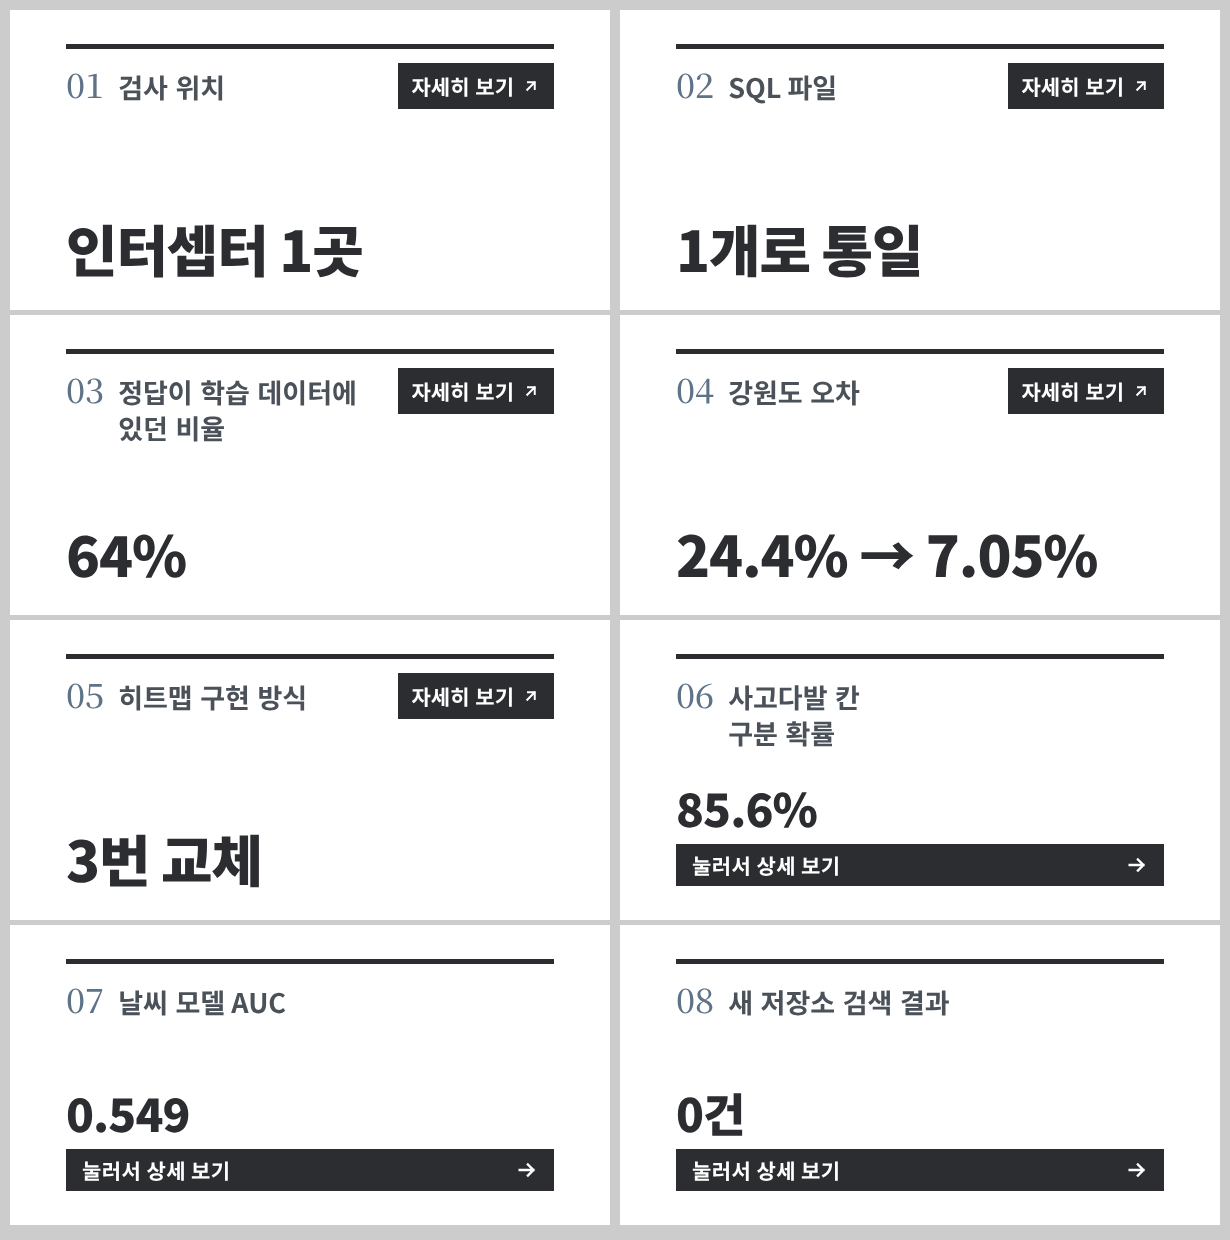 01 검사 위치 자세히 보기 ↗
인터셉터 1곳
02 SQL 파일 자세히 보기 ↗
1개로 통일
03 정답이 학습 데이터에 자세히 보기 ↗
있던 비율
64%
04 강원도 오차 자세히 보기 ↗
24.4% → 7.05%
05 히트맵 구현 방식 자세히 보기 ↗
3번 교체
06 사고다발 칸
구분 확률
85.6%
눌러서 상세 보기 →
07 날씨 모델 AUC
0.549
눌러서 상세 보기 →
08 새 저장소 검색 결과
0건
눌러서 상세 보기 →